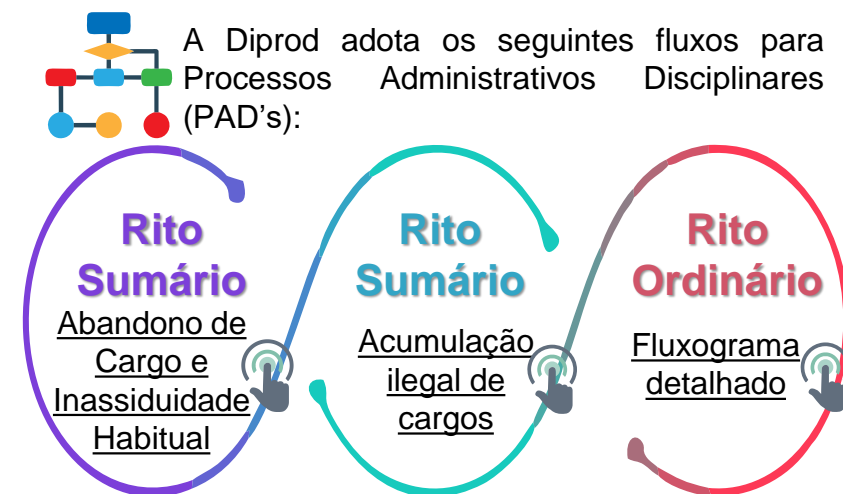 A Diprod adota os seguintes fluxos para
Processos Administrativos Disciplinares
(PAD's):
Rito
Sumário
Abandono de
Cargo e
Inassiduidade
Habitual
Rito
Sumário
Acumulação
ilegal de
cargos
Rito
Ordinário
Fluxograma
detalhado